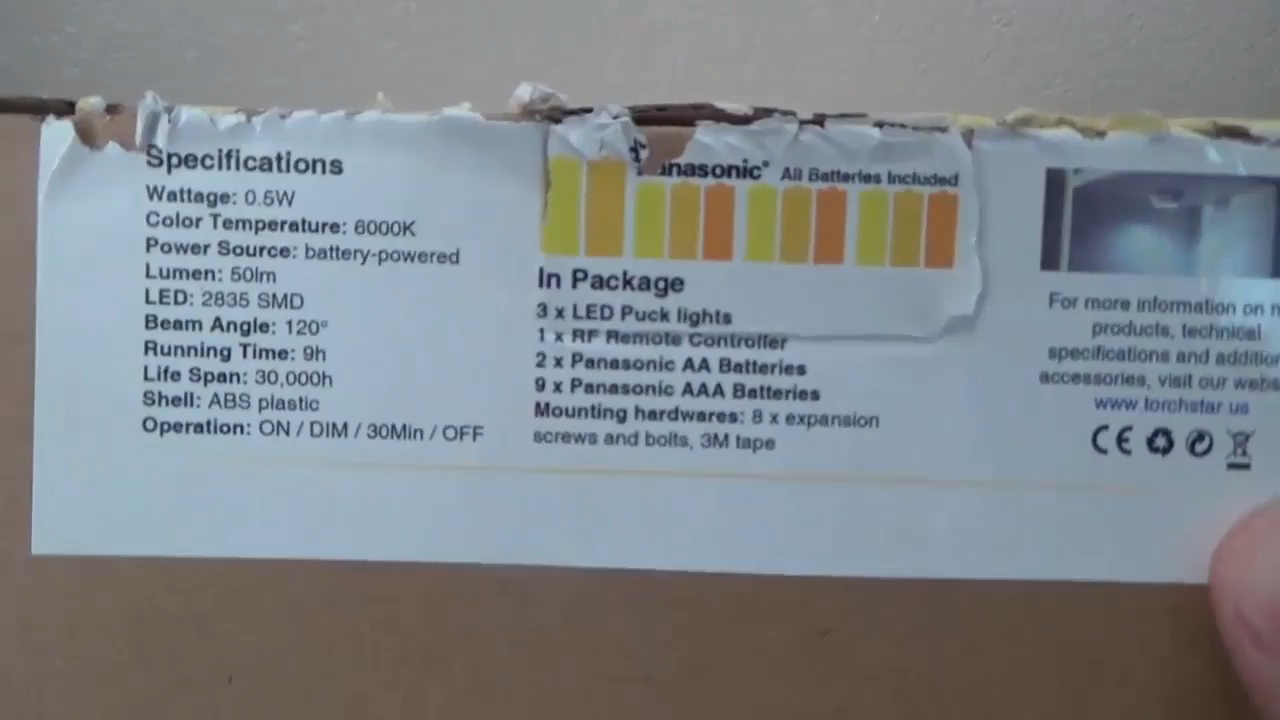 Specifications
Wattage: 0.5W
Color Temperature: 6000K
Power Source: battery-powered
Lumen: 50lm
LED: 2835 SMD
Beam Angle: 120°
Running Time: 9h
Life Span: 30,000h
Shell: ABS plastic
Operation: ON / DIM / 30Min / OFF
anasonic® All Batteries Included
In Package
3 x LED Puck lights
1 x RF Remote Controller
2 x Panasonic AA Batteries
9 x Panasonic AAA Batteries
Mounting hardwares: 8 x expansion
screws and bolts, 3M tape
For more information on
products, technical
specifications and addition
accessories, visit our webs
www.torchstar.us
CE